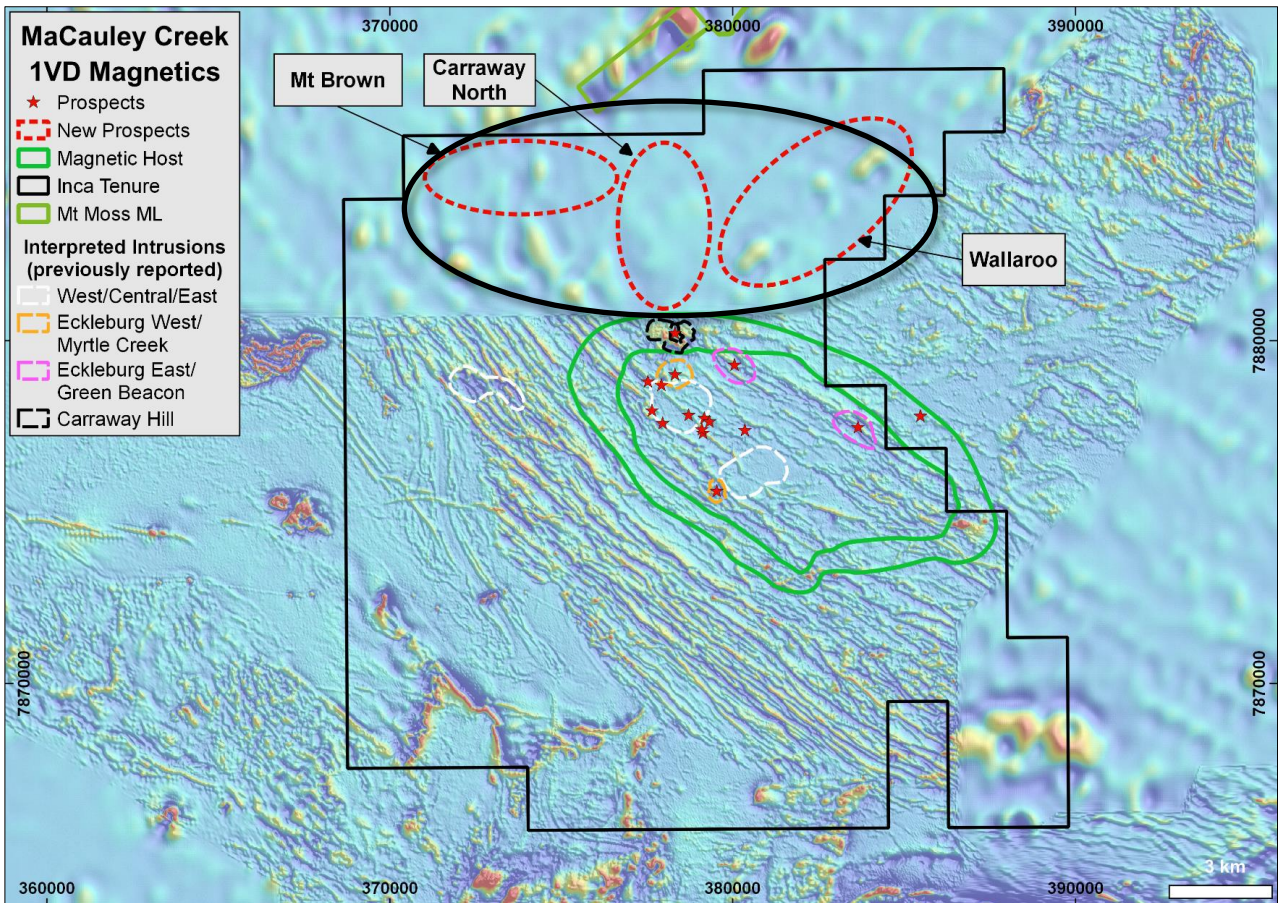 MaCauley Creek
1VD Magnetics
Prospects
New Prospects
Magnetic Host
Inca Tenure
Mt Moss ML
Interpreted Intrusions
(previously reported)
West/Central/East
Eckleburg West/
Myrtle Creek
Eckleburg East/
Green Beacon
Carraway Hill
370000
380000
390000
Mt Brown
Carraway
North
Wallaroo
7880000
7870000
7870000
3 km
360000
370000
380000
390000